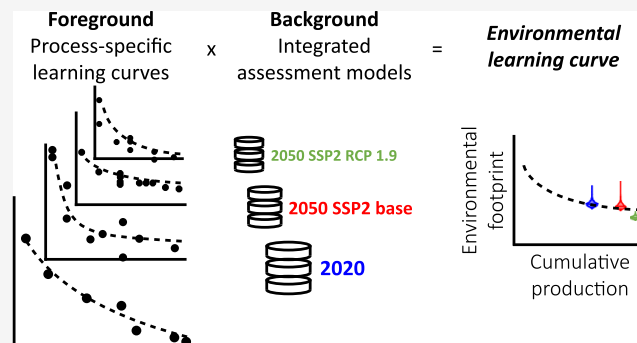 Foreground
Process-specific
learning curves
x
Background
Integrated
assessment models
=
Environmental
learning curve
2050 SSP2 RCP 1.9
2050 SSP2 base
2020
Environmental
footprint
Cumulative
production